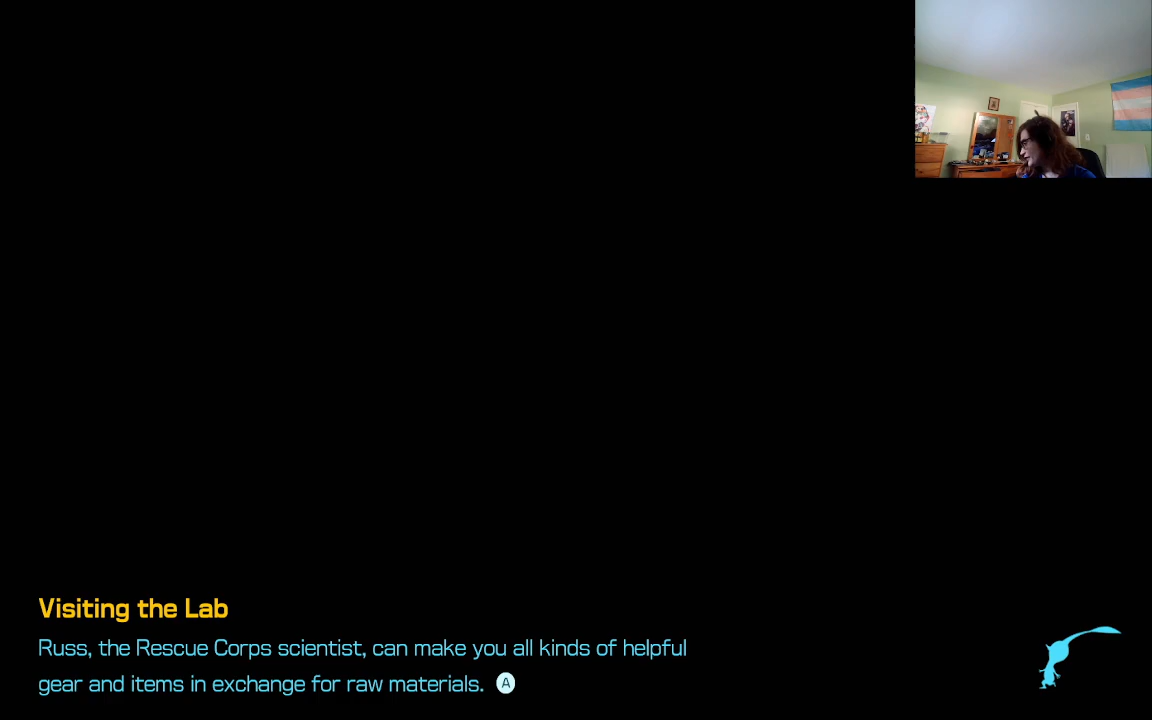 Visiting the Lab
Russ, the Rescue Corps scientist, can make you all kinds of helpful
gear and items in exchange for raw materials. A